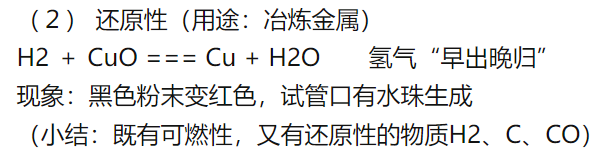 （2） 还原性（用途：冶炼金属）
H2 + CuO === Cu + H2O 氢气“早出晚归”
现象：黑色粉末变红色，试管口有水珠生成
（小结：既有可燃性，又有还原性的物质H2、C、CO）